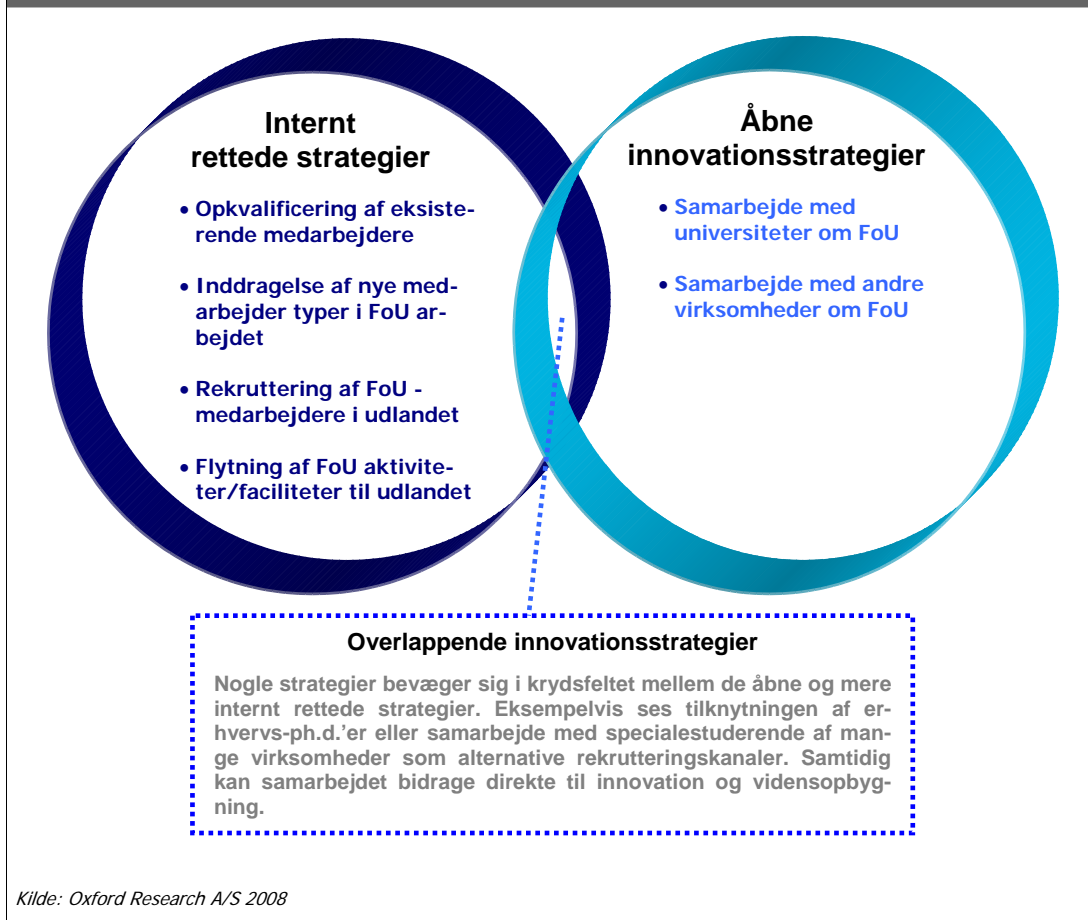 Internt
rettede strategier
• Opkvalificering af eksiste-
rende medarbejdere
• Inddragelse af nye med-
arbejder typer i FoU ar-
bejdet
• Rekruttering af FoU -
medarbejdere i udlandet
• Flytning af FoU aktivite-
ter/faciliteter til udlandet
Åbne
innovationsstrategier
• Samarbejde med
universiteter om FoU
• Samarbejde med andre
virksomheder om FoU
Overlappende innovationsstrategier
Nogle strategier bevæger sig i krydsfeltet mellem de åbne og mere
internt rettede strategier. Eksempelvis ses tilknytningen af er-
hvervs-ph.d.'er eller samarbejde med specialestuderende af man-
ge virksomheder som alternative rekrutteringskanaler. Samtidig
kan samarbejdet bidrage direkte til innovation og vidensopbyg-
ning.
Kilde: Oxford Research A/S 2008